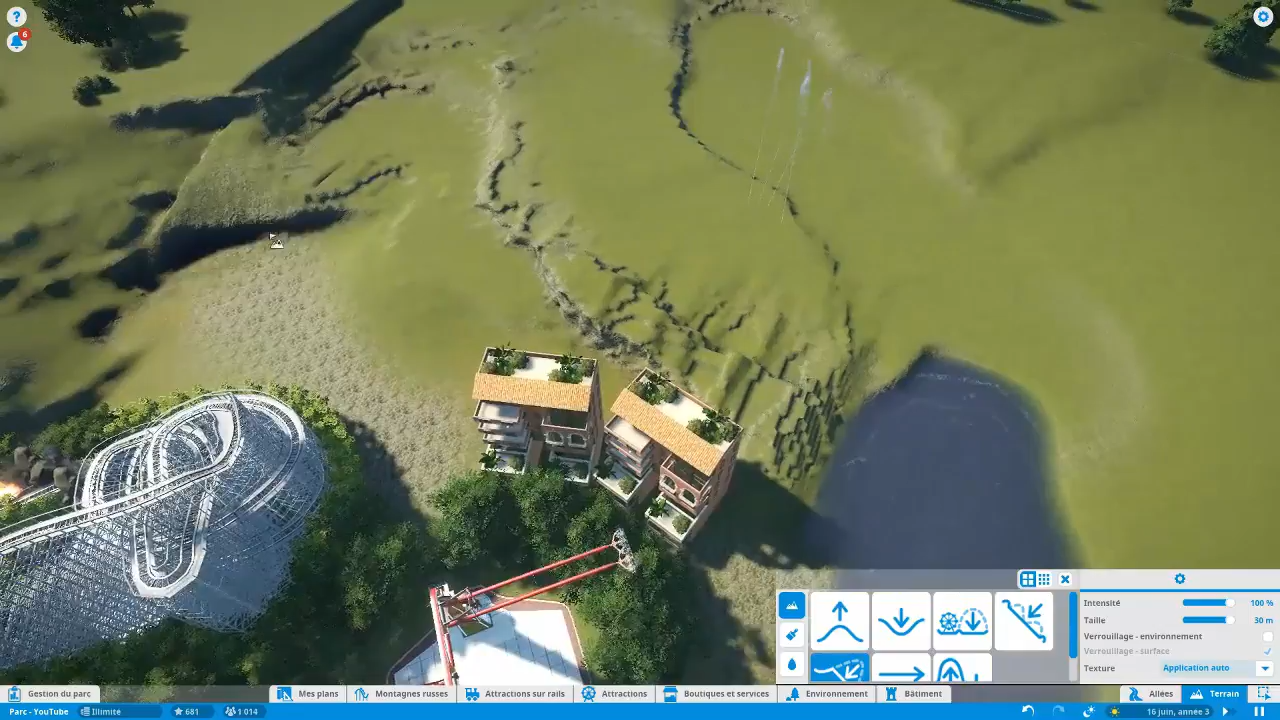 ?
6
Intensité 100 %
Taille 30 m
Verrouillage - environnement
Verrouillage - surface
Texture Application auto
Gestion du parc Mes plans Montagnes russes Attractions sur rails Attractions Boutiques et services Environnement Bâtiment Allées Terrain
Parc - YouTube Illimité 681 1 014 16 juin, année 3